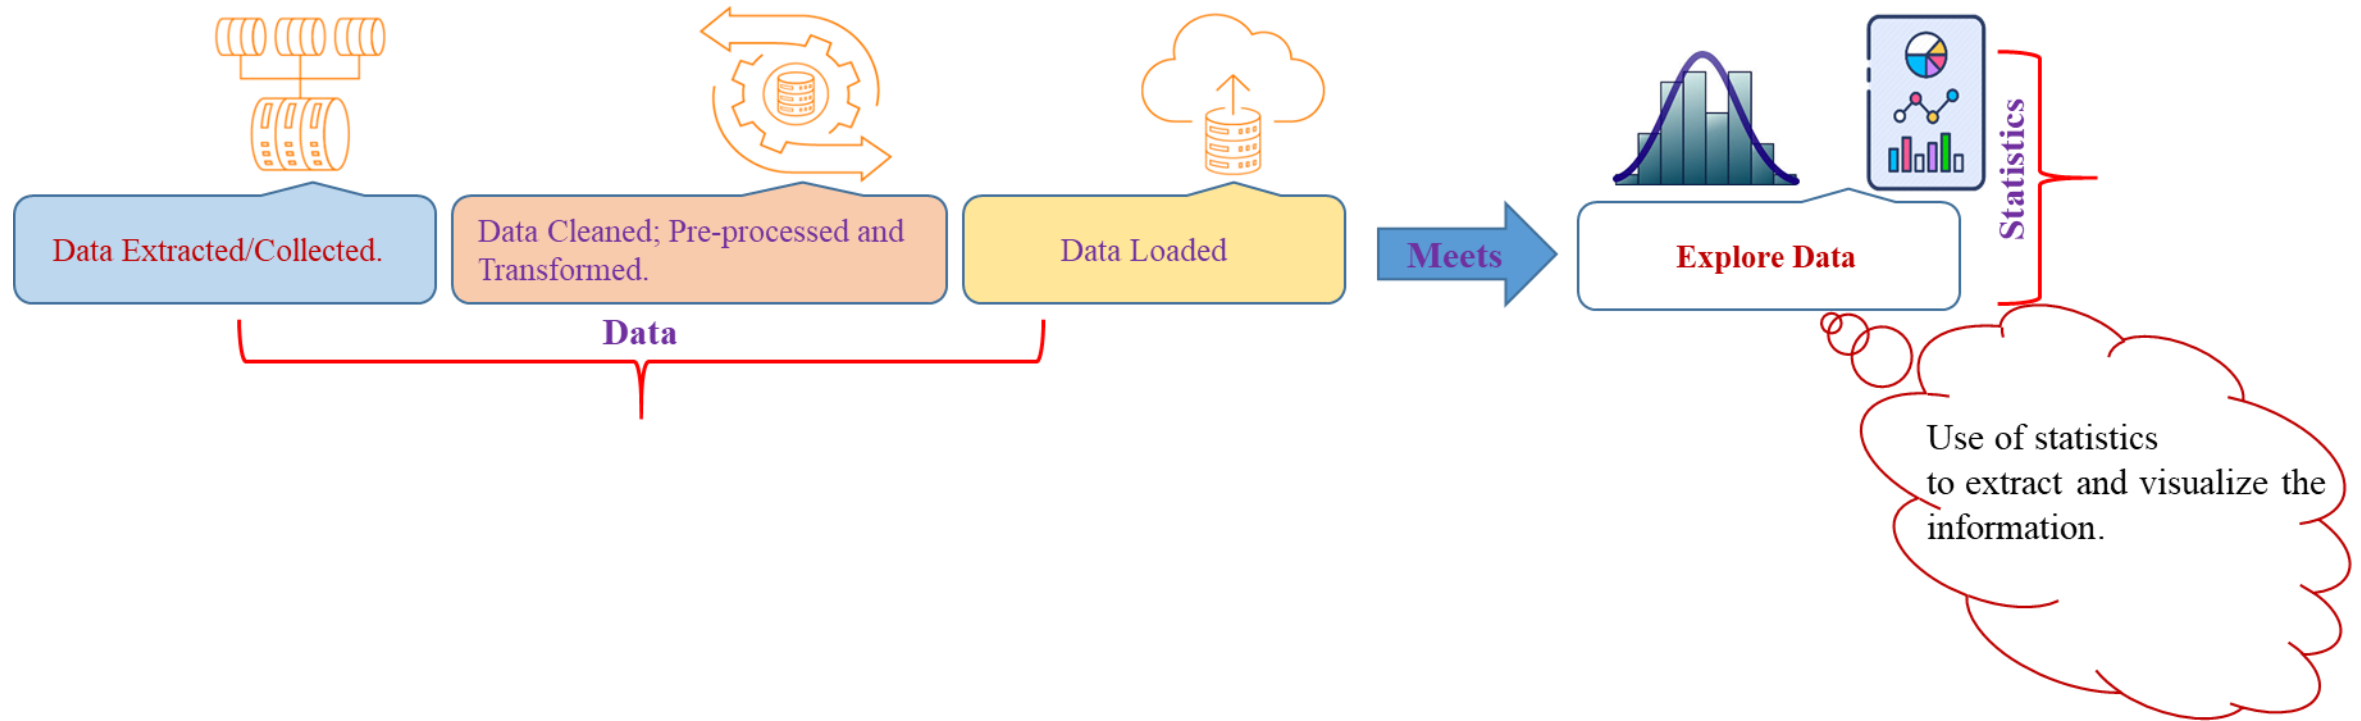 Data Extracted/Collected.
Data Cleaned; Pre-processed and
Transformed.
Data Loaded
Meets
Explore Data
Statistics
Data
Use of statistics
to extract and visualize the
information.